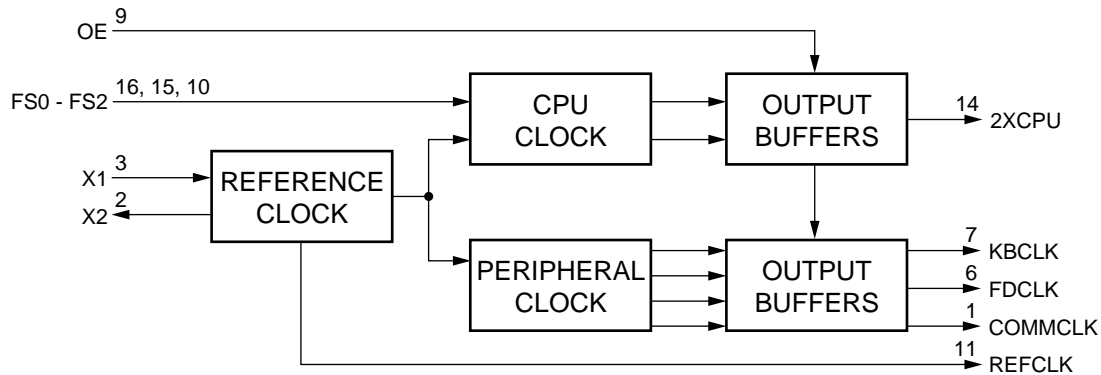 OE 9
FS0 - FS2 16, 15, 10
CPU
CLOCK
OUTPUT
BUFFERS
14 2XCPU
X1 3
X2 2
REFERENCE
CLOCK
PERIPHERAL
CLOCK
OUTPUT
BUFFERS
7 KBCLK
6 FDCLK
1 COMMCLK
11 REFCLK